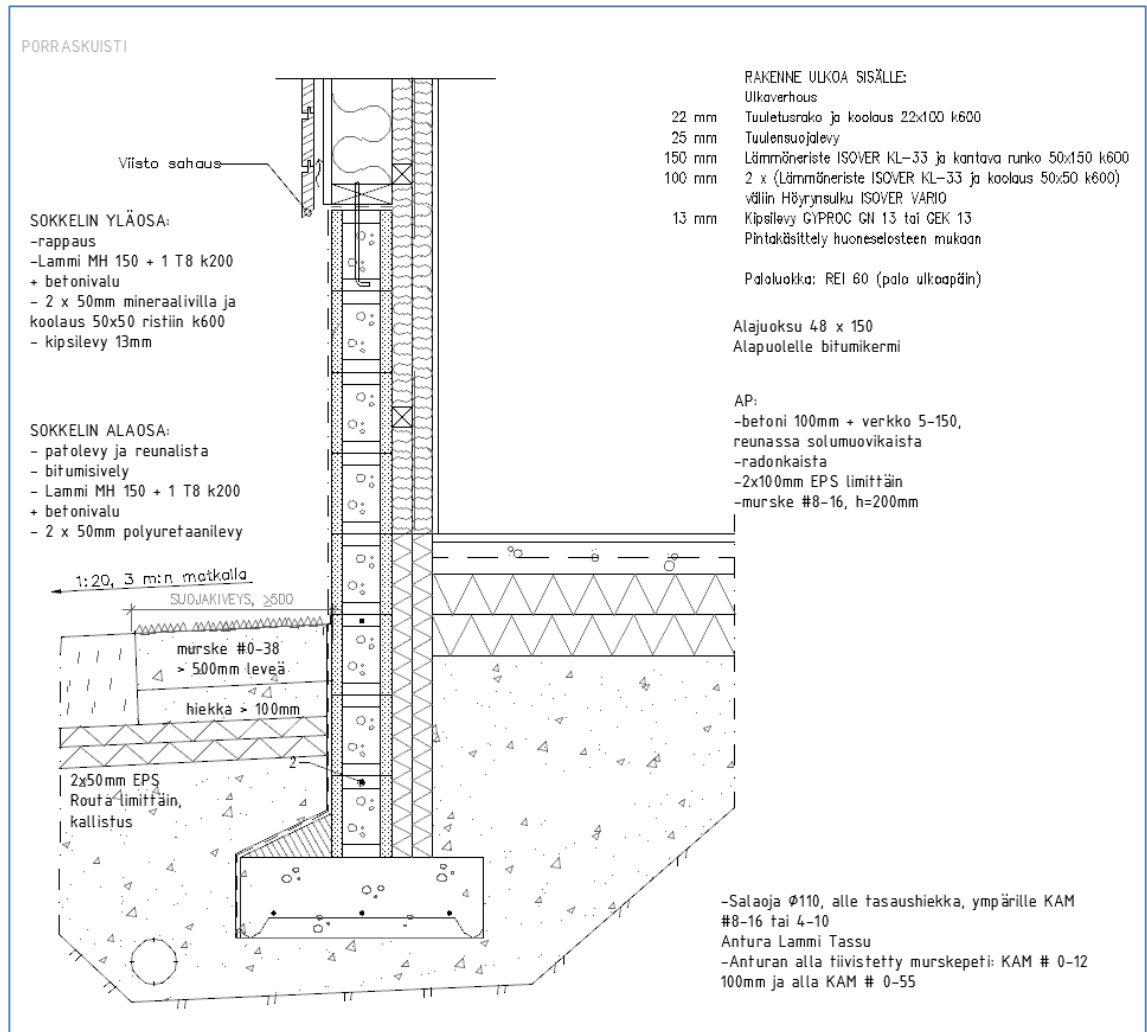 PORRASKUISTI
RAKENNE ULKOA SISÄLLE:
Ulkoverhous
22 mm Tuuletusrako ja koolaus 22x100 k600
25 mm Tuulensuojalevy
150 mm Lämmöneriste ISOVER KL-33 ja kantava runko 50x150 k600
100 mm 2 x (Lämmöneriste ISOVER KL-33 ja koolaus 50x50 k600)
väliin Höyrynsulku ISOVER VARIO
13 mm Kipsilevy GYPROC GN 13 tai GEK 13
Pintakäsittely huoneselosteen mukaan
Paloluokka: REI 60 (palo ulkoapäin)
Alajuoksu 48 x 150
Alapuolelle bitumikermi
AP:
-betoni 100mm + verkko 5-150,
reunassa solumuovikaista
-radonkaista
-2x100mm EPS limittäin
-murske #8-16, h=200mm
Viisto sahaus
SOKKELIN YLÄOSA:
-rappaus
-Lammi MH 150 + 1 T8 k200
+ betonivalu
- 2 x 50mm mineraalivilla ja
koolaus 50x50 ristiin k600
- kipsilevy 13mm
SOKKELIN ALAOSA:
- patolevy ja reunalista
- bitumisively
- Lammi MH 150 + 1 T8 k200
+ betonivalu
- 2 x 50mm polyuretaanilevy
1:20, 3 m:n matkalla
SUOJAKIVEYS, ≥500
murske #0-38
> 500mm leveä
hiekka > 100mm
2
2x50mm EPS
Routa limittäin,
kallistus
-Salaoja Ø110, alle tasaushiekka, ympärille KAM
#8-16 tai 4-10
Antura Lammi Tassu
-Anturan alla tiivistetty murskepeti: KAM # 0-12
100mm ja alla KAM # 0-55